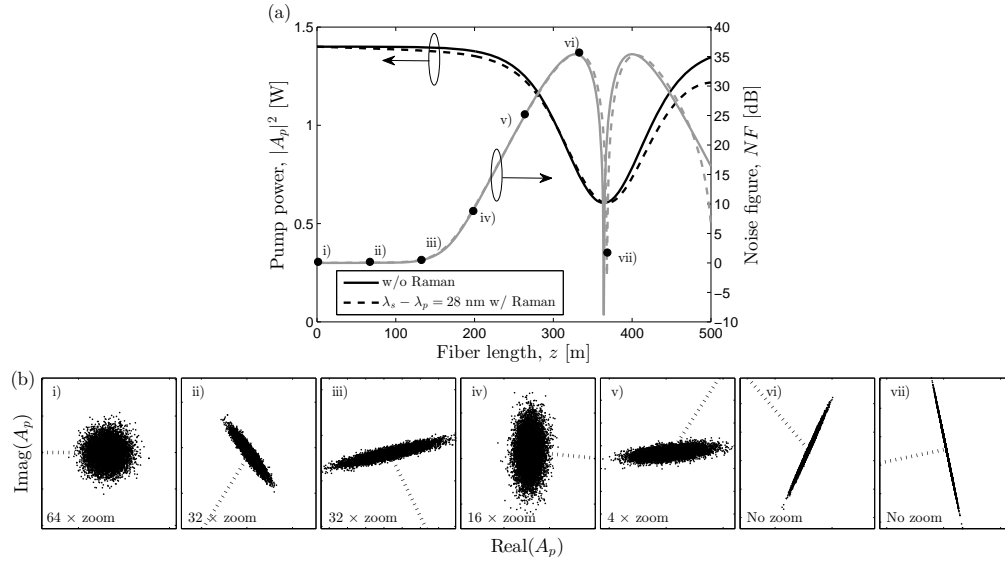 (a)
1.5
1
0.5
0
Pump power, |A_p|^2 [W]
40
35
30
25
20
15
10
5
0
−5
−10
Noise figure, NF [dB]
i)
ii)
iii)
iv)
v)
vi)
vii)
w/o Raman
λ_s − λ_p = 28 nm w/ Raman
0
100
200
300
400
500
Fiber length, z [m]
(b)
Imag(A_p)
i)
64 × zoom
ii)
32 × zoom
iii)
32 × zoom
iv)
16 × zoom
v)
4 × zoom
vi)
No zoom
vii)
No zoom
Real(A_p)